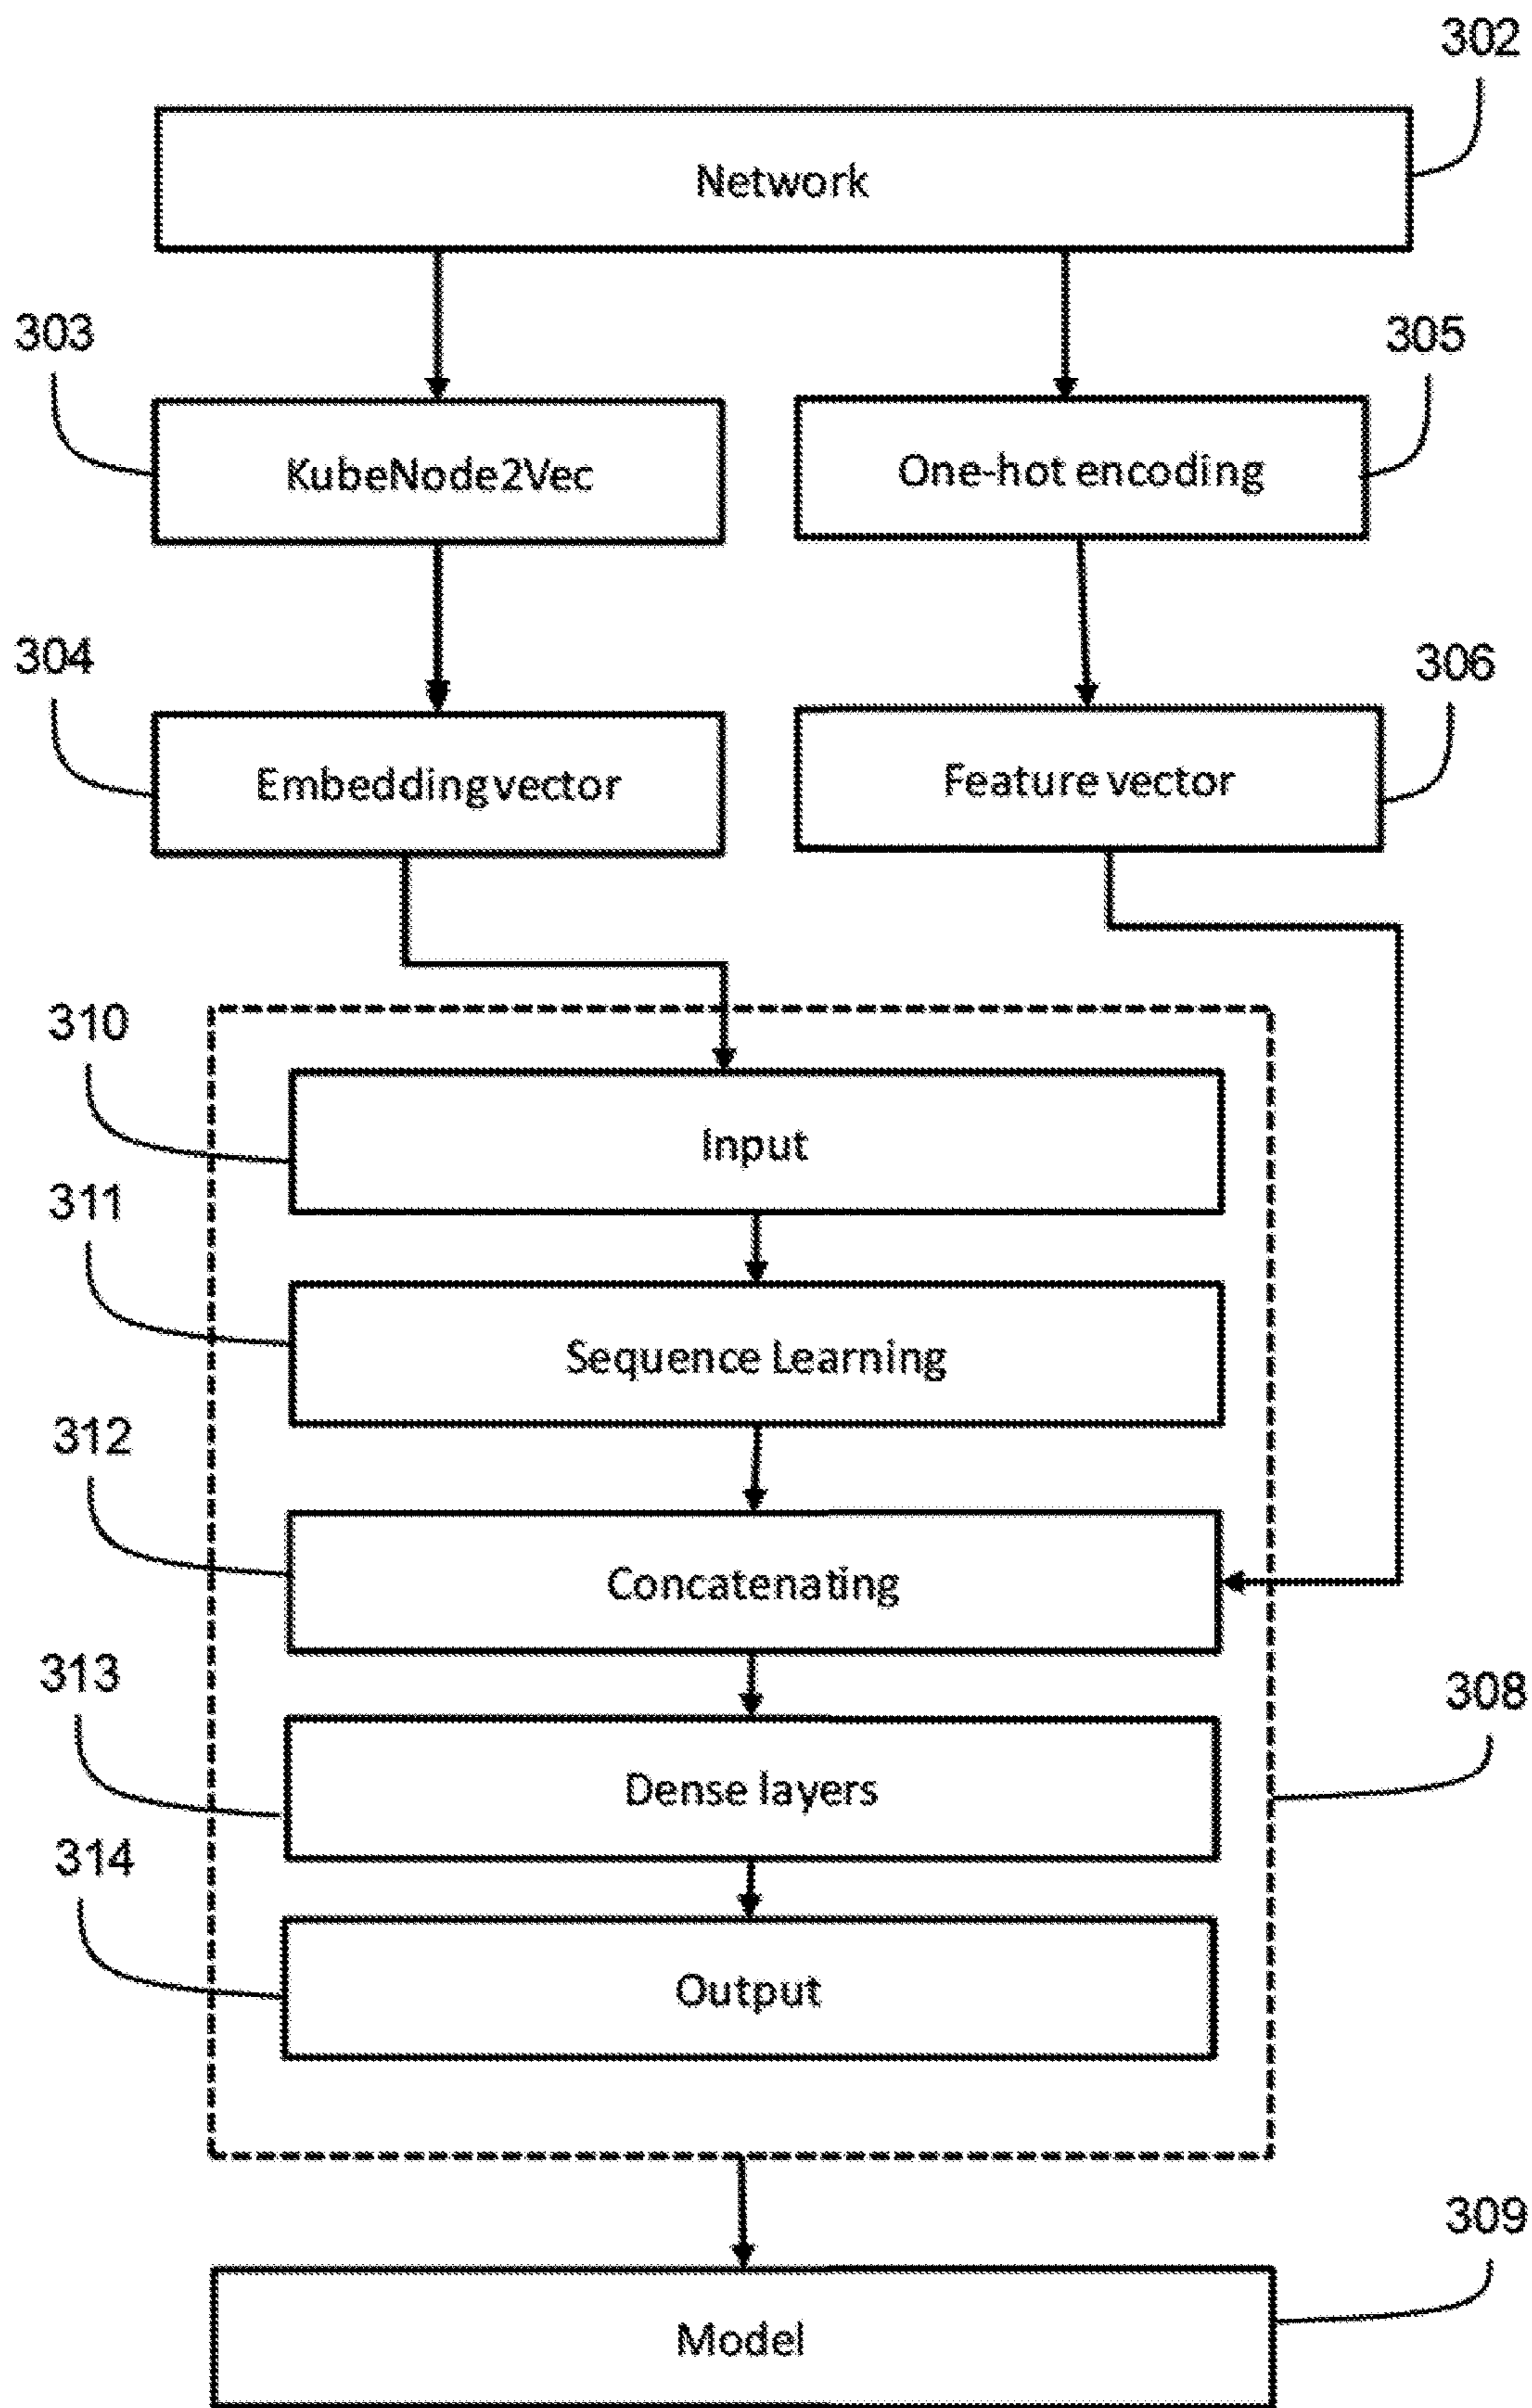 302
Network
303
305
KubeNode2Vec
One-hot encoding
304
306
Embedding vector
Feature vector
310
Input
311
Sequence Learning
312
Concatenating
313
308
Dense layers
314
Output
309
Model